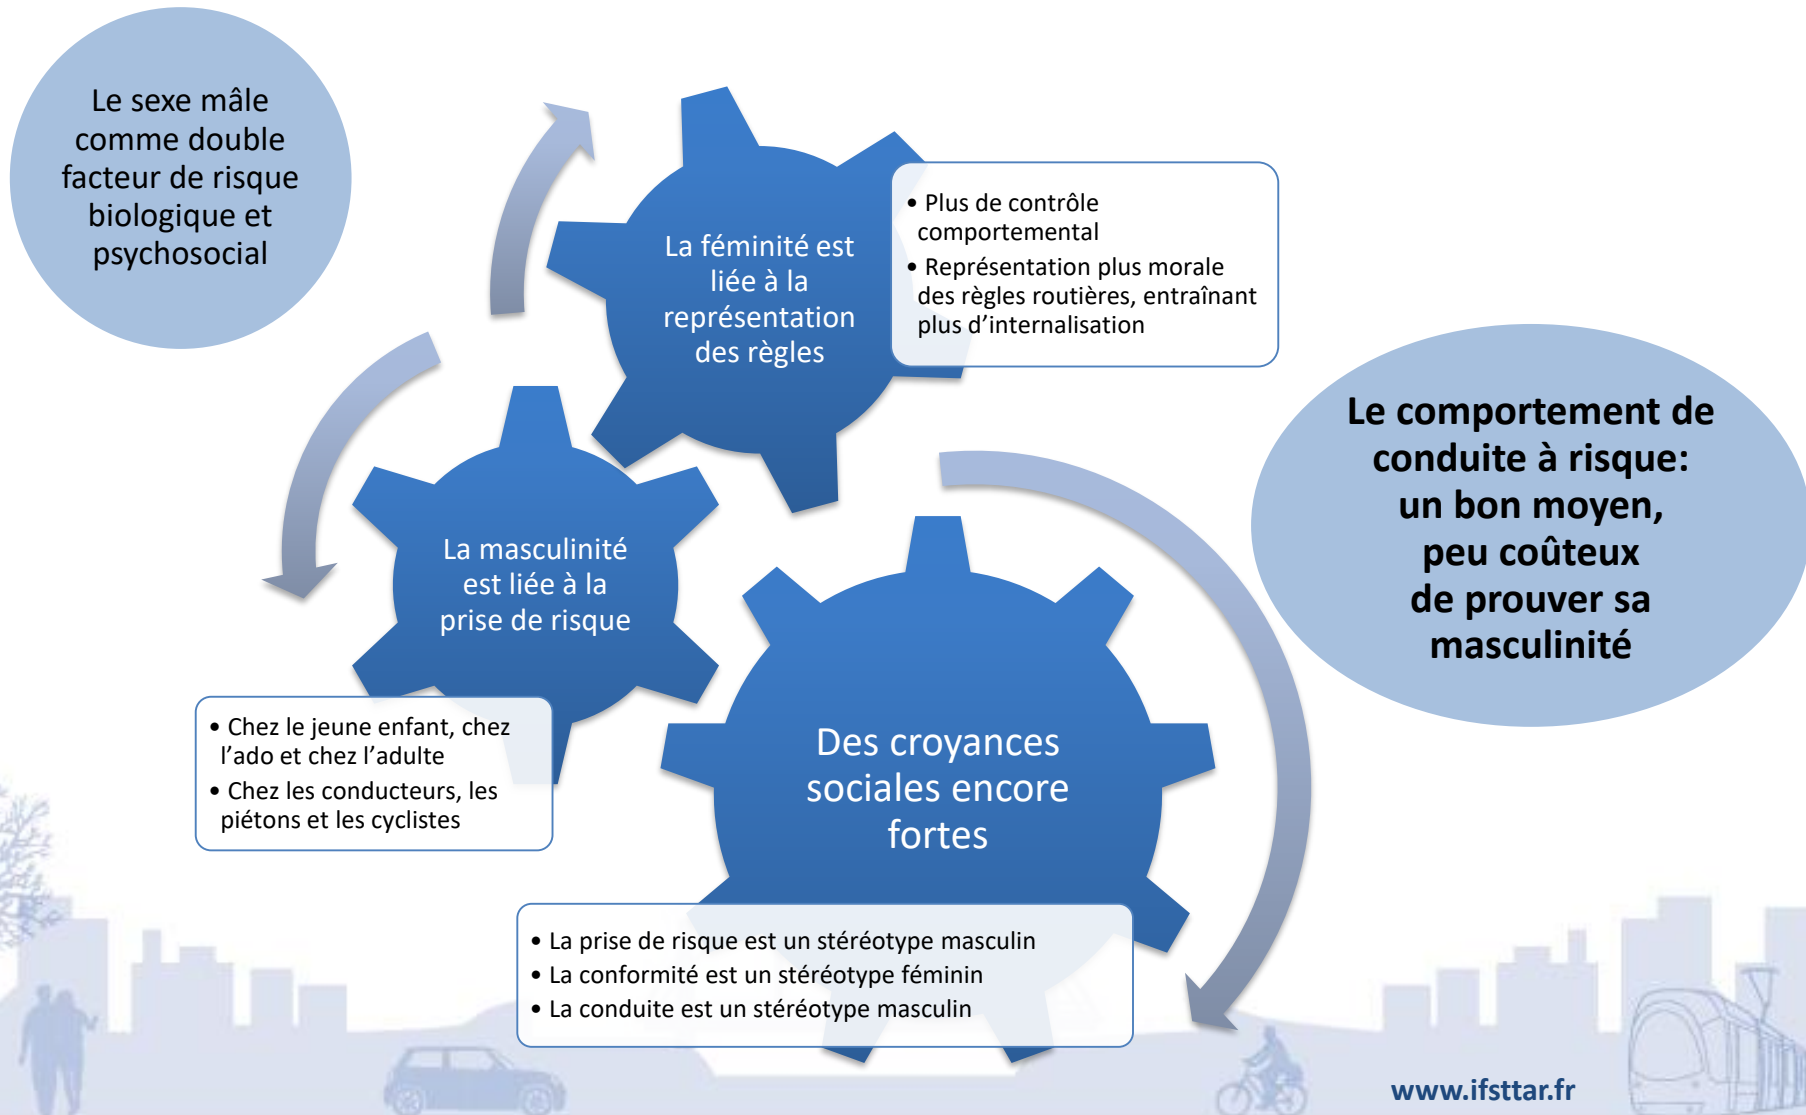 Le sexe mâle
comme double
facteur de risque
biologique et
psychosocial
La féminité est
liée à la
représentation
des règles
• Plus de contrôle
comportemental
• Représentation plus morale
des règles routières, entraînant
plus d’internalisation
Le comportement de
conduite à risque:
un bon moyen,
peu coûteux
de prouver sa
masculinité
La masculinité
est liée à la
prise de risque
• Chez le jeune enfant, chez
l’ado et chez l’adulte
• Chez les conducteurs, les
piétons et les cyclistes
Des croyances
sociales encore
fortes
• La prise de risque est un stéréotype masculin
• La conformité est un stéréotype féminin
• La conduite est un stéréotype masculin
www.ifsttar.fr